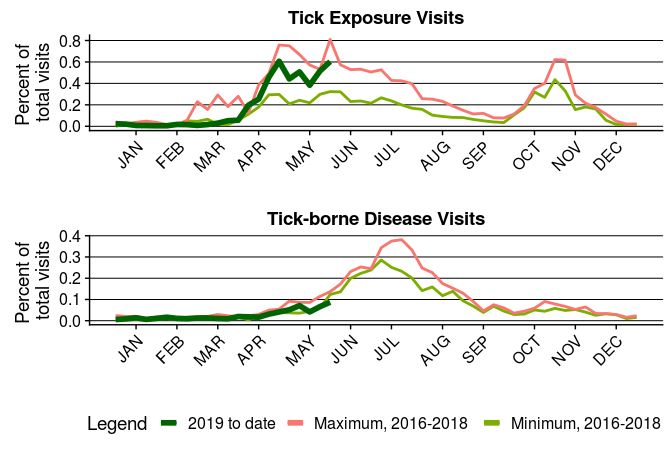 Tick Exposure Visits
Percent of
total visits
0.8
0.6
0.4
0.2
0.0
JAN FEB MAR APR MAY JUN JUL AUG SEP OCT NOV DEC
Tick-borne Disease Visits
Percent of
total visits
0.4
0.3
0.2
0.1
0.0
JAN FEB MAR APR MAY JUN JUL AUG SEP OCT NOV DEC
Legend 2019 to date Maximum, 2016-2018 Minimum, 2016-2018